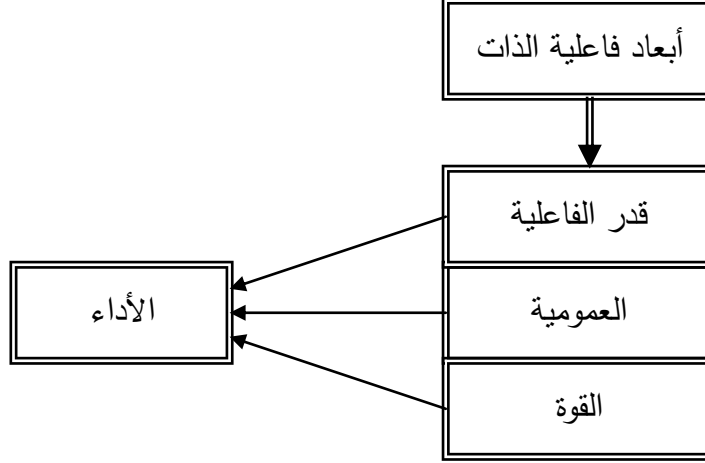 أبعاد فاعلية الذات
قدر الفاعلية
العمومية
الأداء
القوة